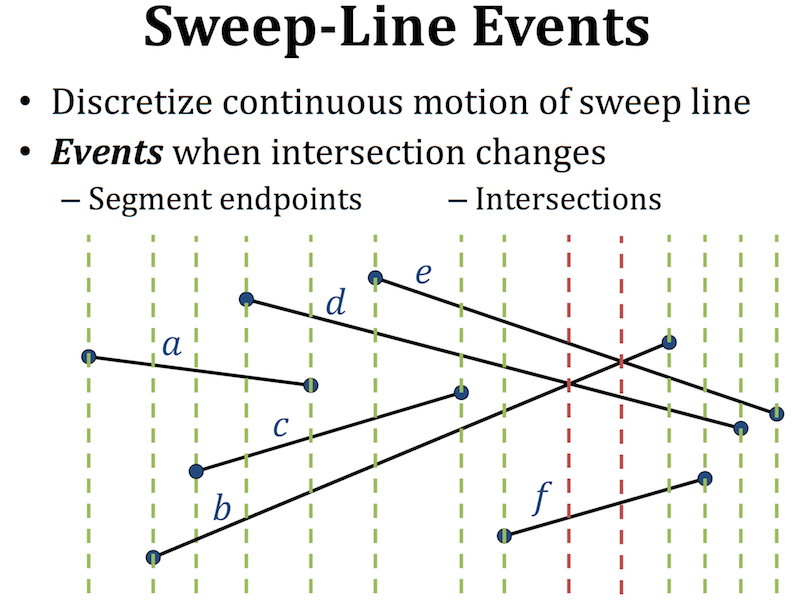 Sweep-Line Events
• Discretize continuous motion of sweep line
• Events when intersection changes
– Segment endpoints – Intersections
e
d
a
c
b
f